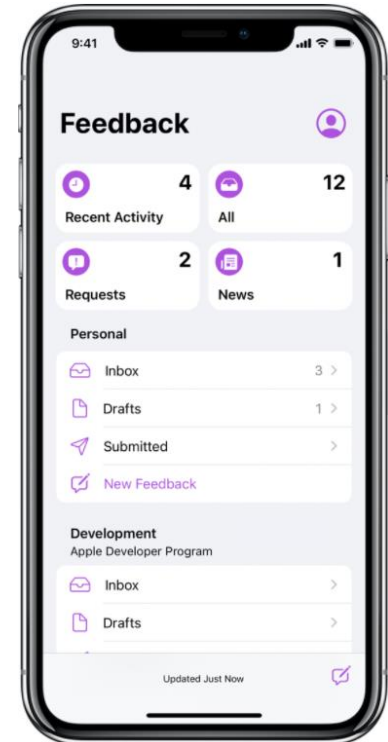 9:41
Feedback
4
Recent Activity
12
All
2
Requests
1
News
Personal
Inbox 3
Drafts 1
Submitted
New Feedback
Development
Apple Developer Program
Inbox
Drafts
Updated Just Now